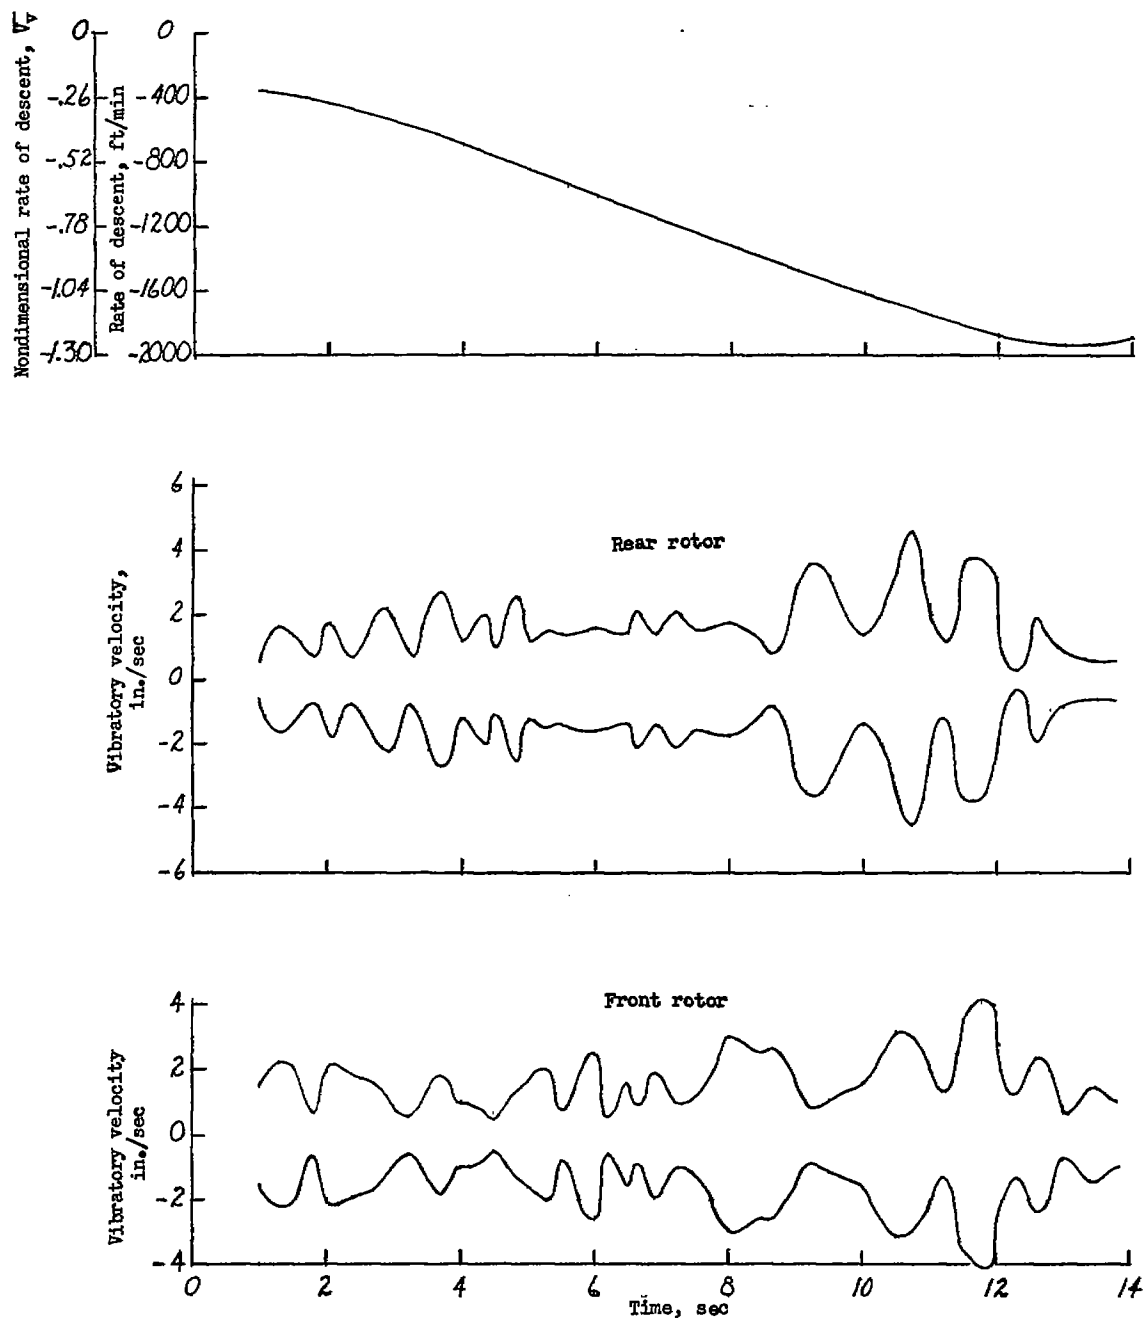 Nondimensional rate of descent, V̄v
0
-.26
-.52
-.78
-1.04
-1.30
Rate of descent, ft/min
0
-400
-800
-1200
-1600
-2000
Vibratory velocity,
in./sec
6
4
2
0
-2
-4
-6
Rear rotor
Vibratory velocity
in./sec
4
2
0
-2
-4
Front rotor
0 2 4 6 8 10 12 14
Time, sec